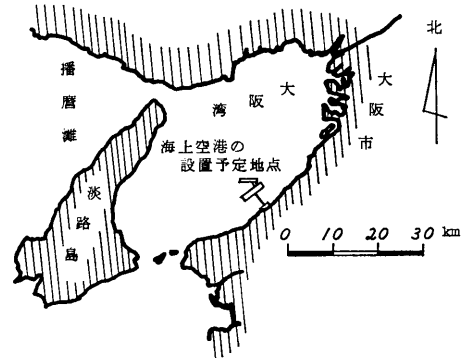 北
播磨灘
大阪湾
大阪市
海上空港の
設置予定地点
淡路島
0 10 20 30 km